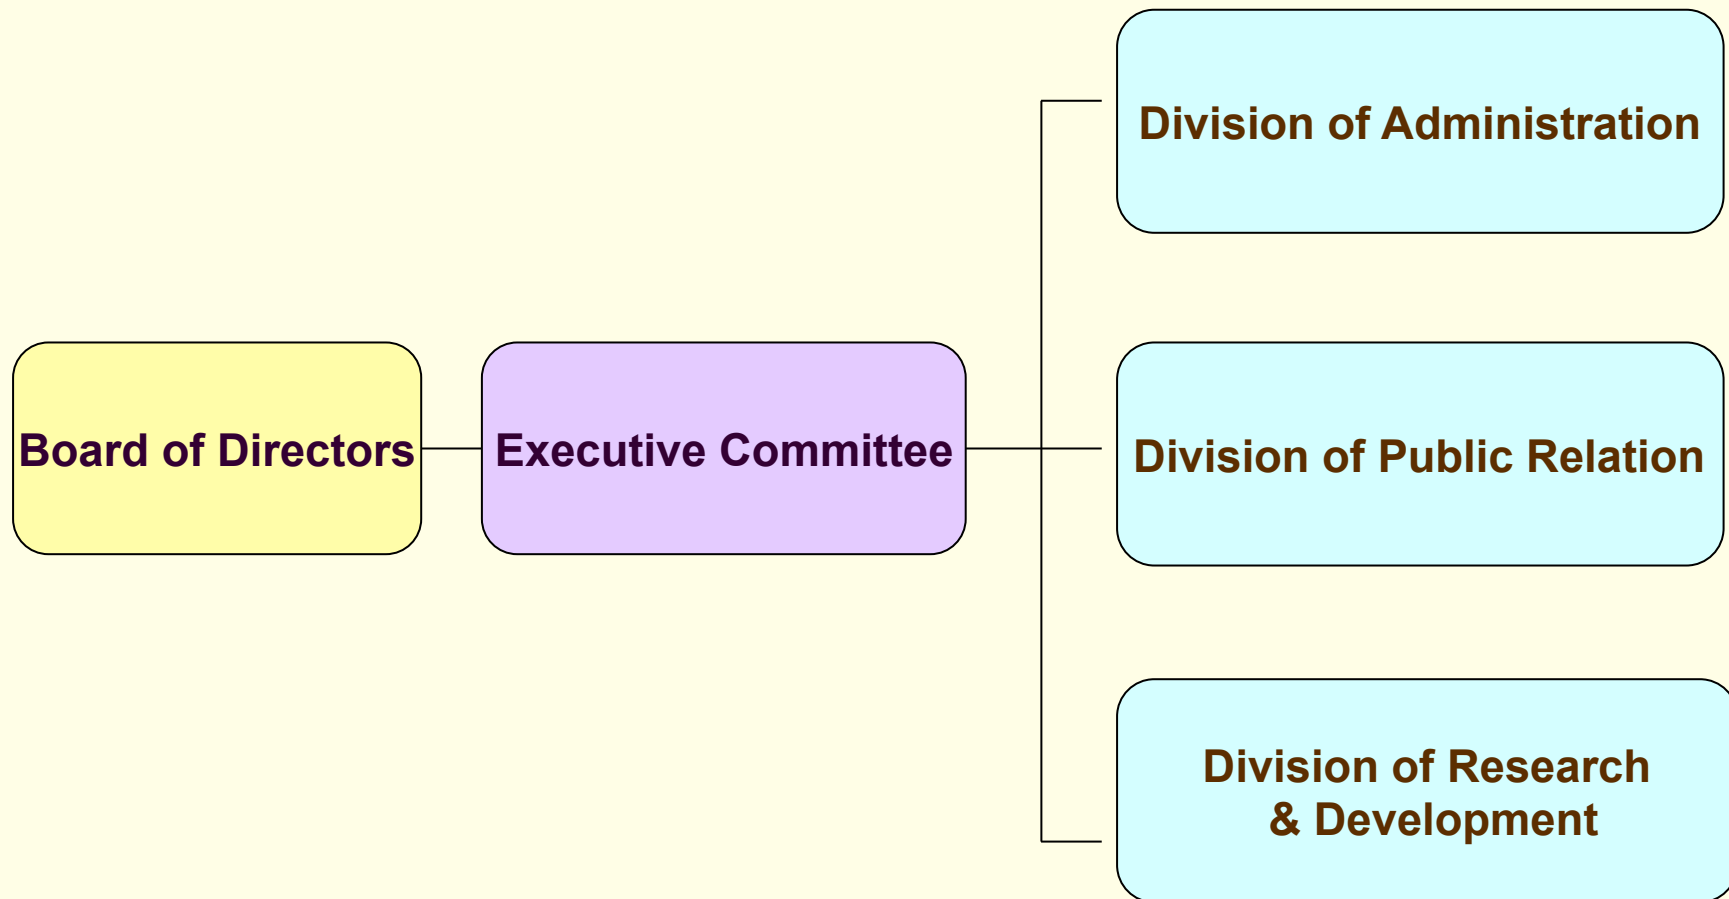 Division of Administration
Board of Directors
Executive Committee
Division of Public Relation
Division of Research
& Development